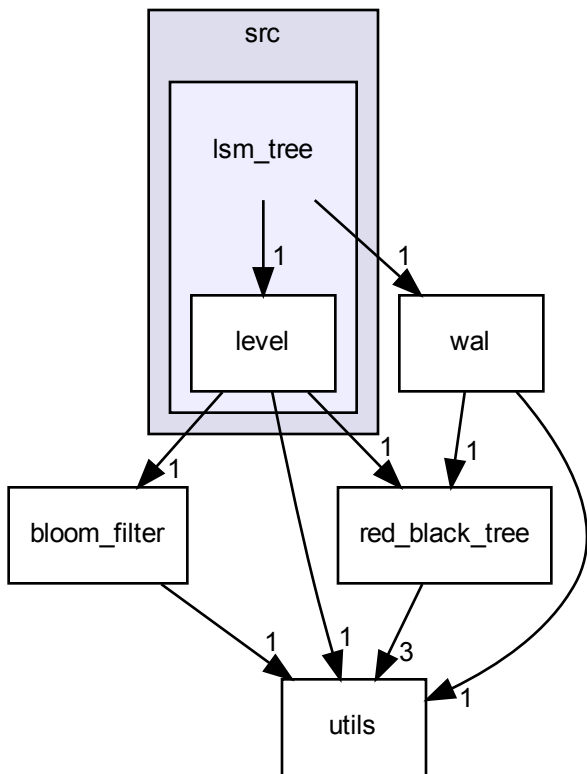 src
lsm_tree
1
1
level
wal
1
1
1
bloom_filter
red_black_tree
1
1
3
1
utils